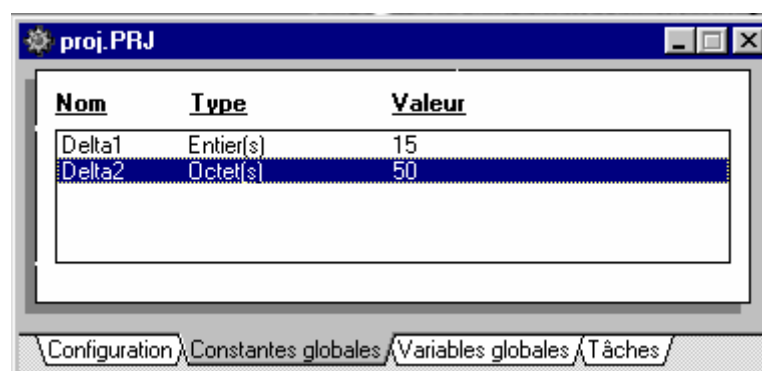 proj.PRJ
Nom Type Valeur
Delta1 Entier(s) 15
Delta2 Octet(s) 50
Configuration Constantes globales Variables globales Tâches